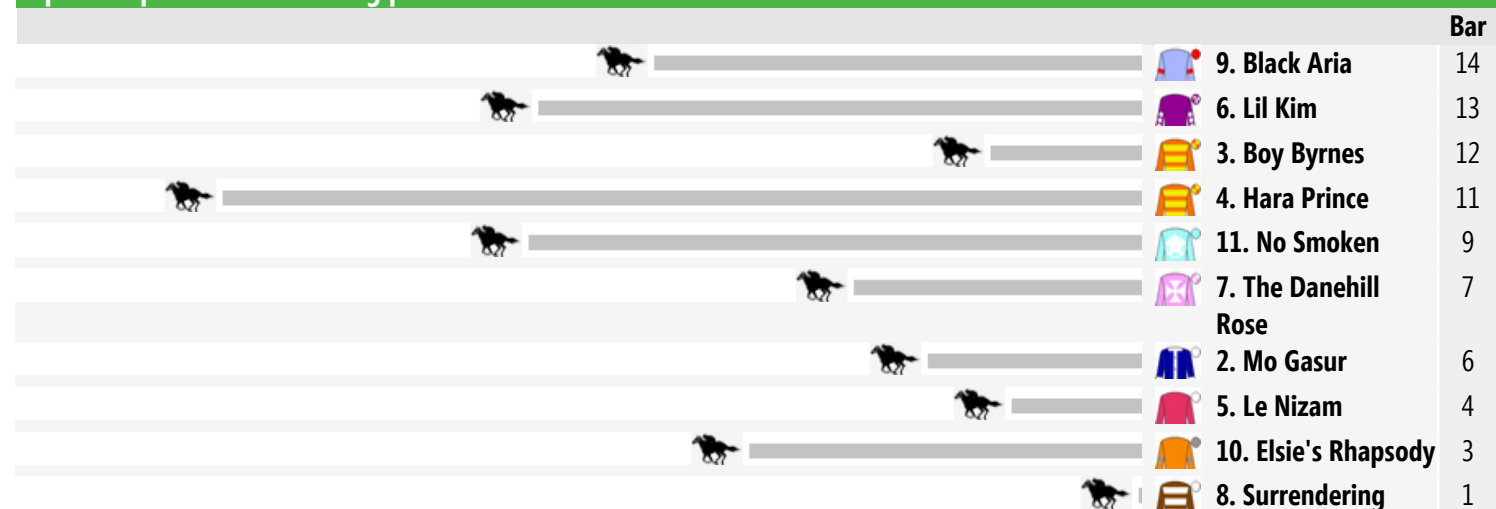 Bar
9. Black Aria 14
6. Lil Kim 13
3. Boy Byrnes 12
4. Hara Prince 11
11. No Smoken 9
7. The Danehill 7
Rose
2. Mo Gasur 6
5. Le Nizam 4
10. Elsie's Rhapsody 3
8. Surrendering 1